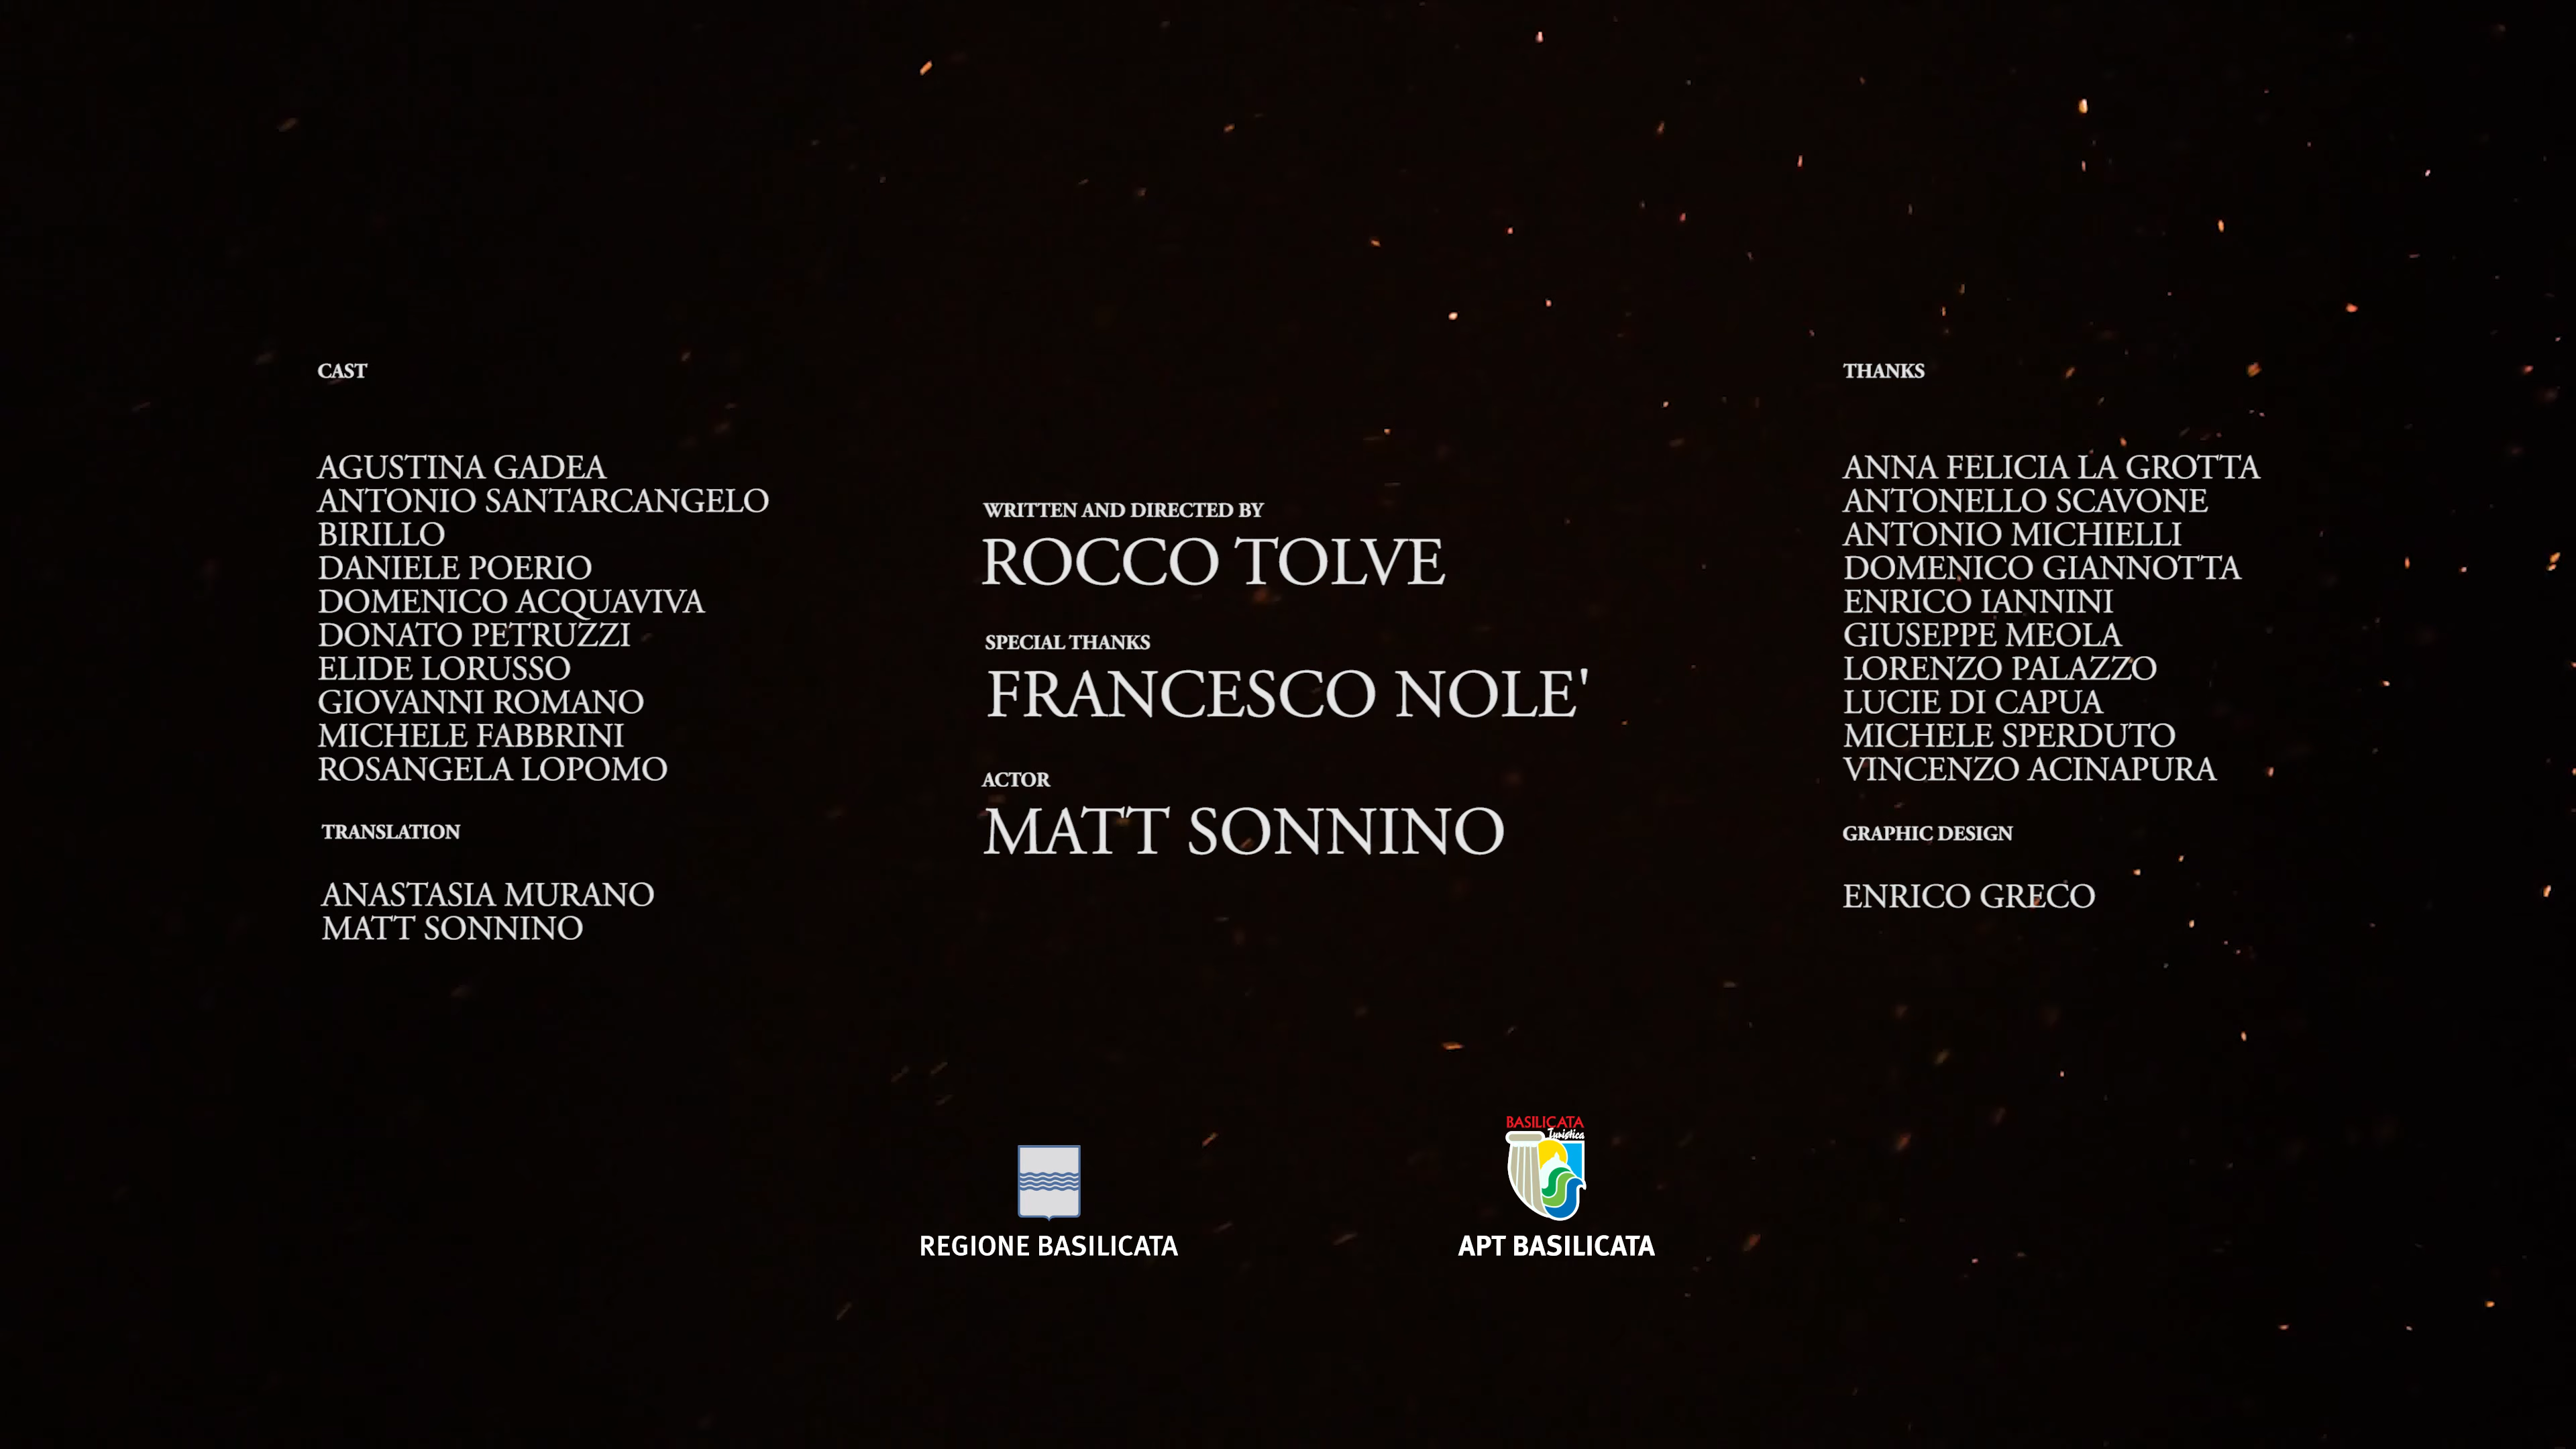 CAST
AGUSTINA GADEA
ANTONIO SANTARCANGELO
BIRILLO
DANIELE POERIO
DOMENICO ACQUAVIVA
DONATO PETRUZZI
ELIDE LORUSSO
GIOVANNI ROMANO
MICHELE FABBRINI
ROSANGELA LOPOMO
TRANSLATION
ANASTASIA MURANO
MATT SONNINO
WRITTEN AND DIRECTED BY
ROCCO TOLVE
SPECIAL THANKS
FRANCESCO NOLE'
ACTOR
MATT SONNINO
THANKS
ANNA FELICIA LA GROTTA
ANTONELLO SCAVONE
ANTONIO MICHIELLI
DOMENICO GIANNOTTA
ENRICO IANNINI
GIUSEPPE MEOLA
LORENZO PALAZZO
LUCIE DI CAPUA
MICHELE SPERDUTO
VINCENZO ACINAPURA
GRAPHIC DESIGN
ENRICO GRECO
REGIONE BASILICATA
BASILICATA
Turistica
APT BASILICATA